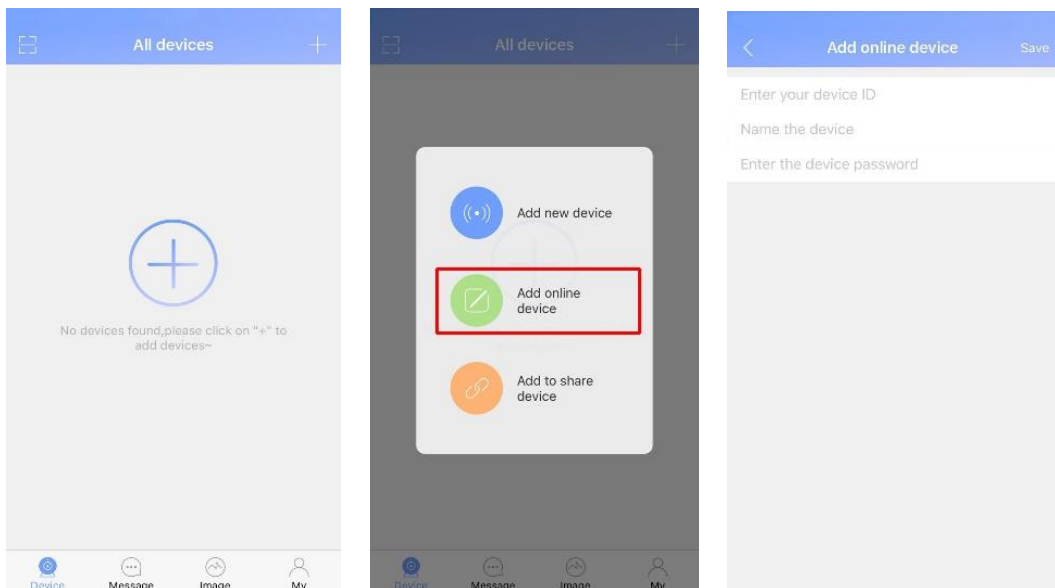 All devices
No devices found,please click on "+" to
add devices~
Device
Message
Image
My
All devices
Add new device
Add online
device
Add to share
device
Device
Message
Image
My
Add online device
Save
Enter your device ID
Name the device
Enter the device password